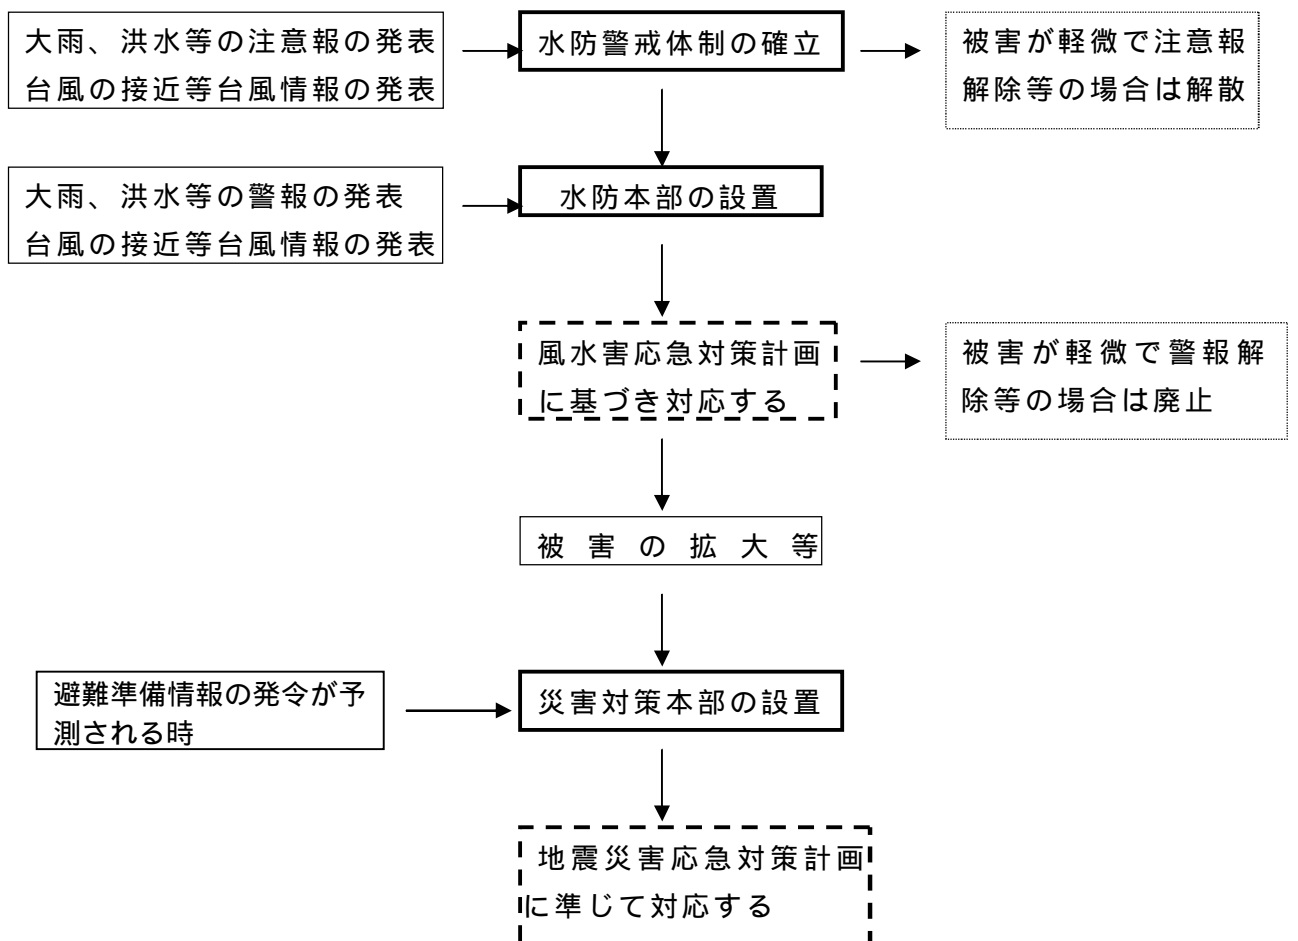 大雨、洪水等の注意報の発表
台風の接近等台風情報の発表
水防警戒体制の確立
被害が軽微で注意報
解除等の場合は解散
大雨、洪水等の警報の発表
台風の接近等台風情報の発表
水防本部の設置
風水害応急対策計画
に基づき対応する
被害が軽微で警報解
除等の場合は廃止
被害の拡大等
避難準備情報の発令が予
測される時
災害対策本部の設置
地震災害応急対策計画
に準じて対応する